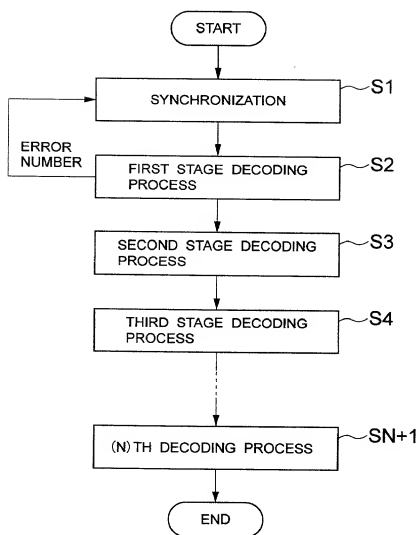 START
SYNCHRONIZATION
S1
ERROR
NUMBER
FIRST STAGE DECODING
PROCESS
S2
SECOND STAGE DECODING
PROCESS
S3
THIRD STAGE DECODING
PROCESS
S4
(N)TH DECODING PROCESS
SN+1
END